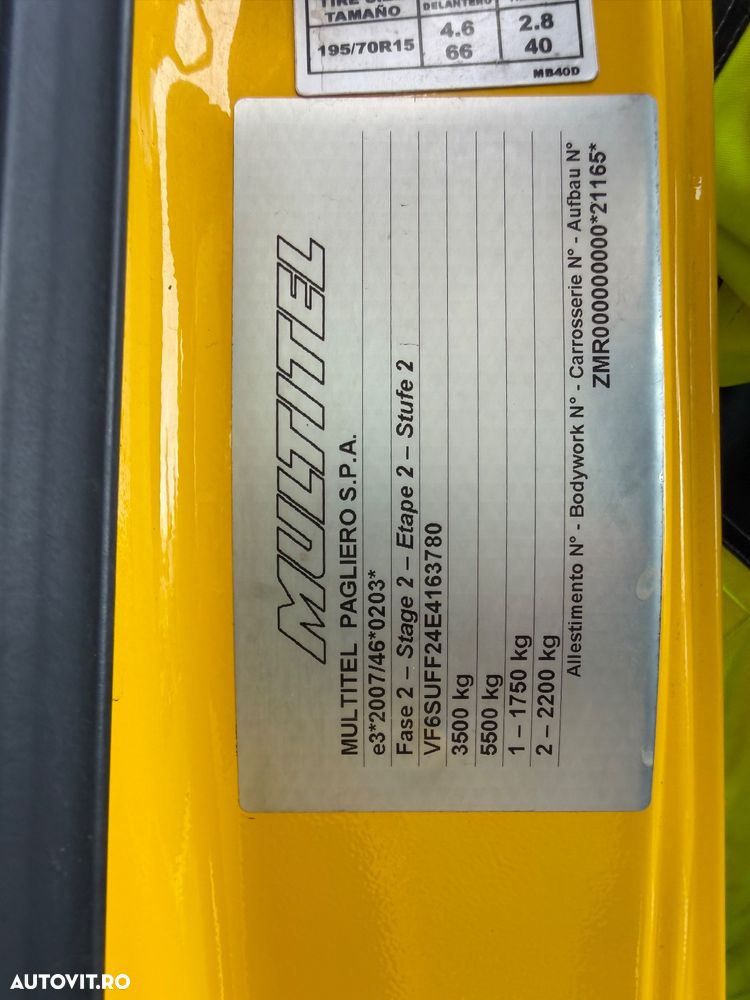 TAMAÑO
DELANTERO
195/70R15
4.6
66
2.8
40
MB40D
MULTITEL
MULTITEL PAGLIERO S.P.A.
e3*2007/46*0203*
Fase 2 – Stage 2 – Etape 2 – Stufe 2
VF6SUFF24E4163780
3500 kg
5500 kg
1 – 1750 kg
2 – 2200 kg
Allestimento N° - Bodywork N° - Carrosserie N° - Aufbau N°
ZMR000000000*21165*
AUTOVIT.RO